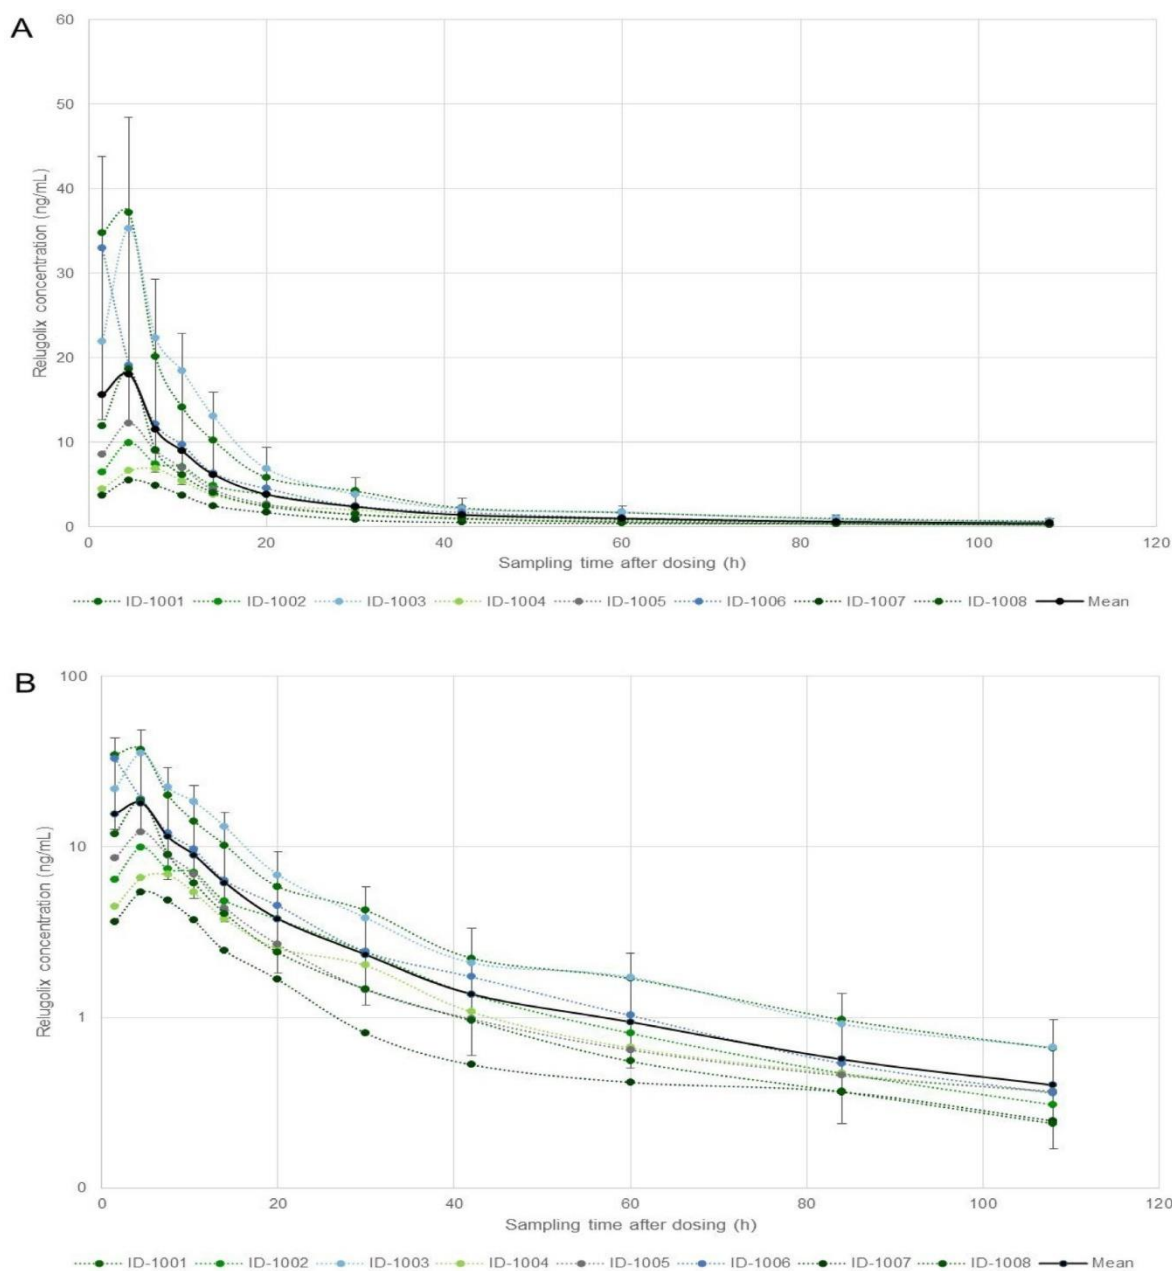 A
60
50
40
30
20
10
0
Relugolix concentration (ng/mL)
0 20 40 60 80 100 120
Sampling time after dosing (h)
ID-1001 ID-1002 ID-1003 ID-1004 ID-1005 ID-1006 ID-1007 ID-1008 Mean
B
100
10
1
0
Relugolix concentration (ng/mL)
0 20 40 60 80 100 120
Sampling time after dosing (h)
ID-1001 ID-1002 ID-1003 ID-1004 ID-1005 ID-1006 ID-1007 ID-1008 Mean